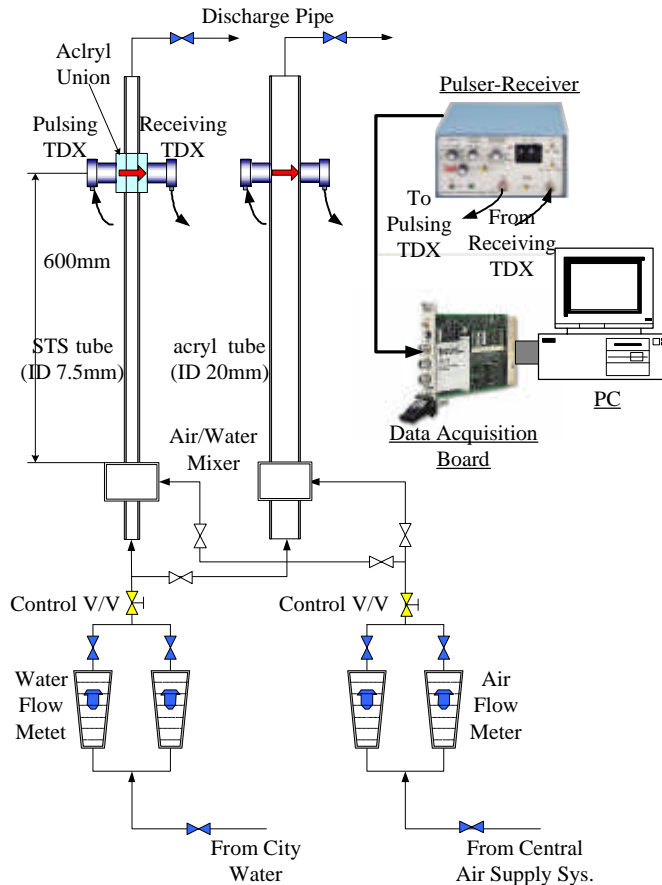 Discharge Pipe
Aclryl
Union
Pulser-Receiver
Pulsing
TDX
Receiving
TDX
To
Pulsing
TDX
From
Receiving
TDX
600mm
STS tube
(ID 7.5mm)
acryl tube
(ID 20mm)
PC
Data Acquisition
Board
Air/Water
Mixer
Control V/V
Control V/V
Water
Flow
Metet
Air
Flow
Meter
From City
Water
From Central
Air Supply Sys.